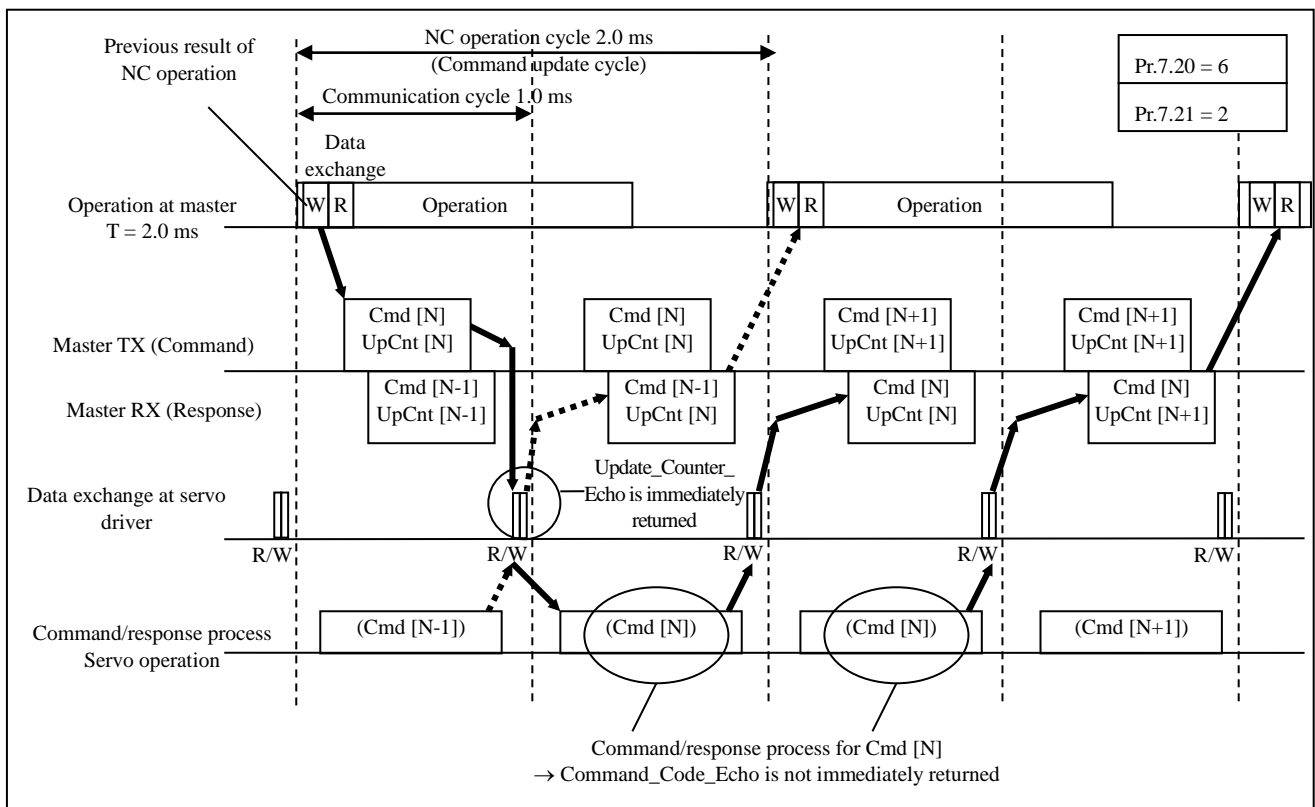 Previous result of
NC operation
NC operation cycle 2.0 ms
(Command update cycle)
Communication cycle 1.0 ms
Pr.7.20 = 6
Pr.7.21 = 2
Data
exchange
Operation at master
T = 2.0 ms
W
R
Operation
W
R
Operation
W
R
Master TX (Command)
Cmd [N]
UpCnt [N]
Cmd [N]
UpCnt [N]
Cmd [N+1]
UpCnt [N+1]
Cmd [N+1]
UpCnt [N+1]
Master RX (Response)
Cmd [N-1]
UpCnt [N-1]
Cmd [N-1]
UpCnt [N]
Cmd [N]
UpCnt [N]
Cmd [N]
UpCnt [N+1]
Data exchange at servo
driver
Update_Counter_
Echo is immediately
returned
R/W
R/W
R/W
R/W
R/W
Command/response process
Servo operation
(Cmd [N-1])
(Cmd [N])
(Cmd [N])
(Cmd [N+1])
Command/response process for Cmd [N]
→ Command_Code_Echo is not immediately returned